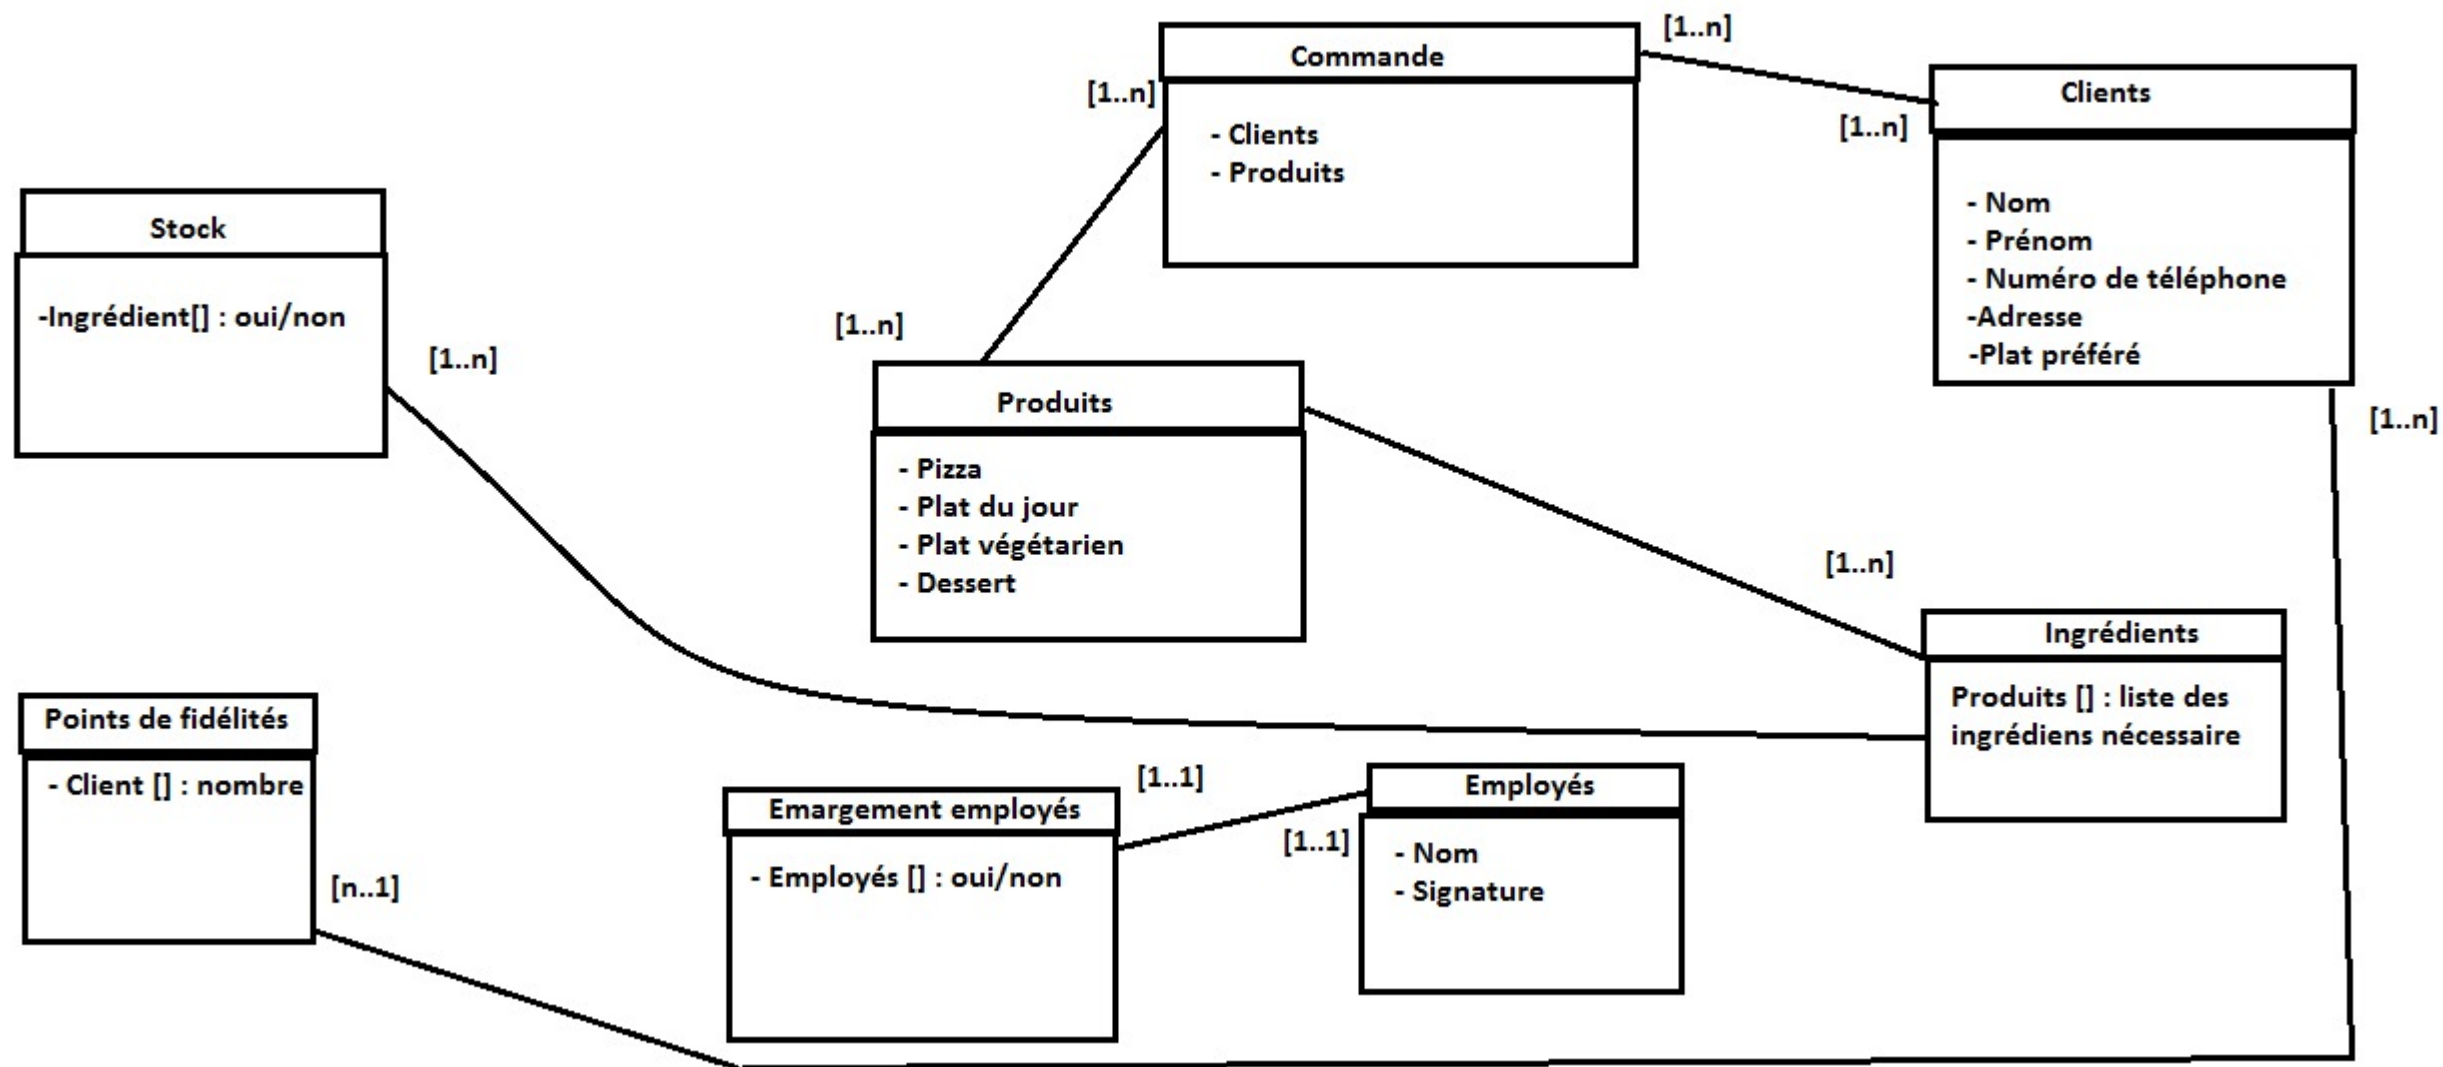 [1..n]
Commande
[1..n]
- Clients
- Produits
Clients
[1..n]
- Nom
- Prénom
- Numéro de téléphone
-Adresse
-Plat préféré
[1..n]
Stock
-Ingrédient[] : oui/non
[1..n]
[1..n]
Produits
- Pizza
- Plat du jour
- Plat végétarien
- Dessert
[1..n]
Ingrédients
Produits [] : liste des
ingrédiens nécessaire
Points de fidélités
- Client [] : nombre
[n..1]
Emargement employés
- Employés [] : oui/non
[1..1]
[1..1]
Employés
- Nom
- Signature